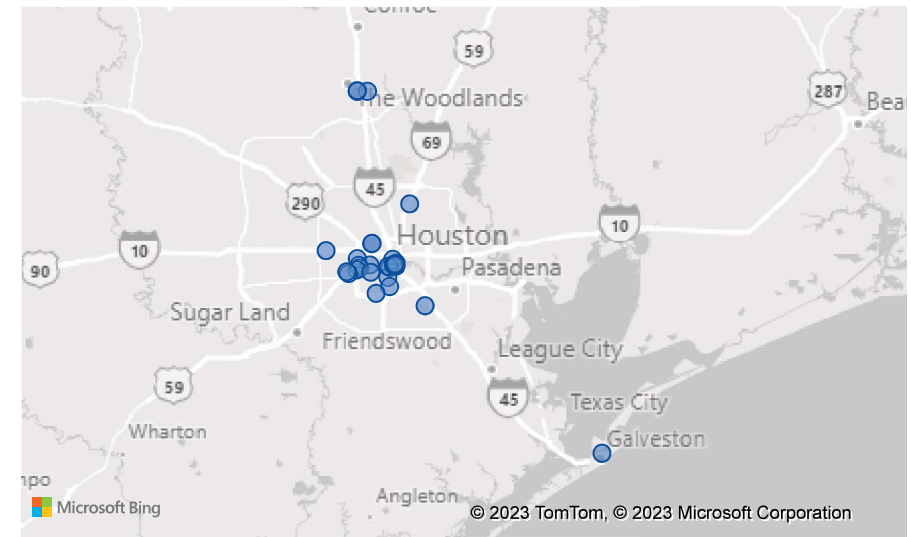 Conroe
59
The Woodlands
287
Bea
69
45
290
Houston
10
10
90
Pasadena
Sugar Land
Friendswood
League City
59
45
Texas City
Wharton
Galveston
npo
Angleton
Microsoft Bing
© 2023 TomTom, © 2023 Microsoft Corporation